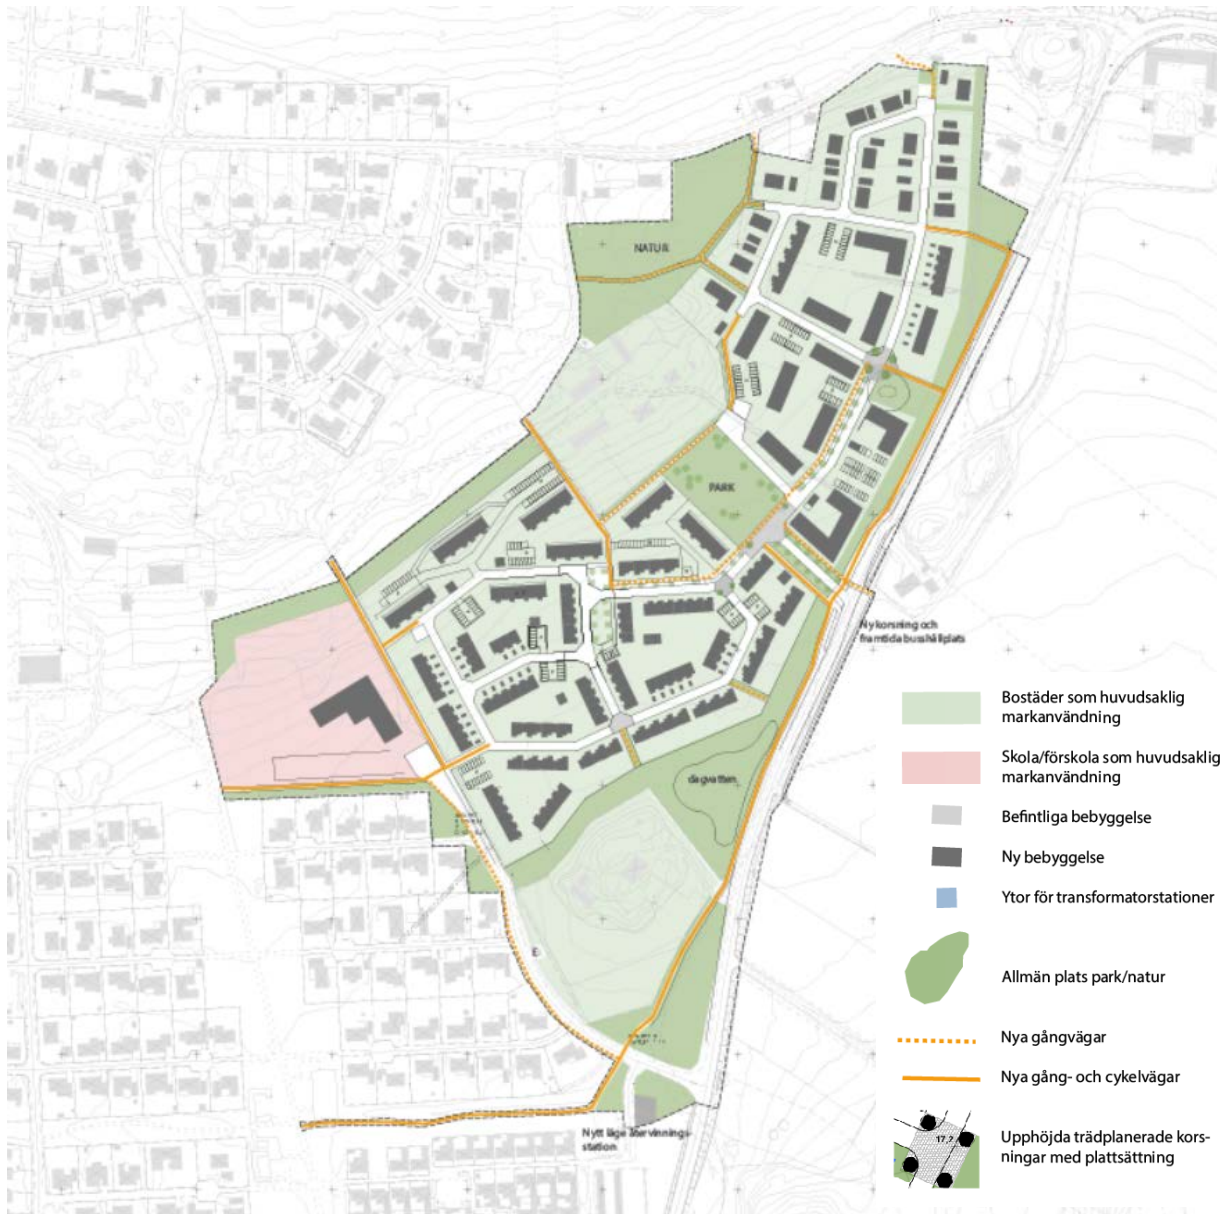 NATUR
PARK
Ny korsning och
framtida busshållplats
dagvatten
Nytt läge återvinnings-
station
Bostäder som huvudsaklig
markanvändning
Skola/förskola som huvudsaklig
markanvändning
Befintliga bebyggelse
Ny bebyggelse
Ytor för transformatorstationer
Allmän plats park/natur
Nya gångvägar
Nya gång- och cykelvägar
17,2
Upphöjda trädplanerade kors-
ningar med plattsättning